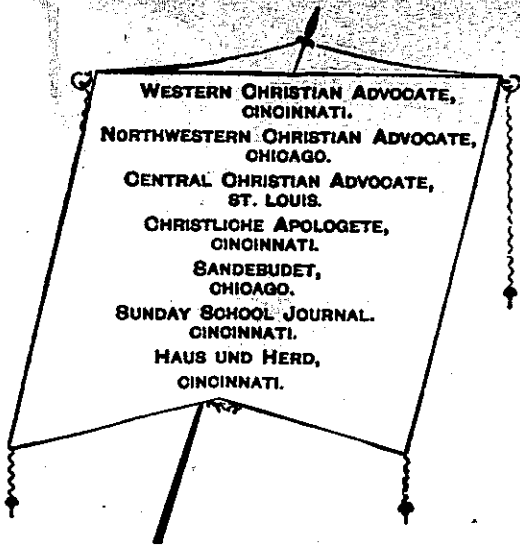 WESTERN CHRISTIAN ADVOCATE,
CINCINNATI.
NORTHWESTERN CHRISTIAN ADVOCATE,
CHICAGO.
CENTRAL CHRISTIAN ADVOCATE,
ST. LOUIS.
CHRISTLICHE APOLOGETE,
CINCINNATI.
SANDEBUDET,
CHICAGO.
SUNDAY SCHOOL JOURNAL.
CINCINNATI.
HAUS UND HERD,
CINCINNATI.